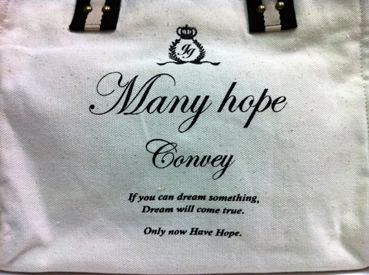 Many hope
Convey
If you can dream something,
Dream will come true.
Only now Have Hope.